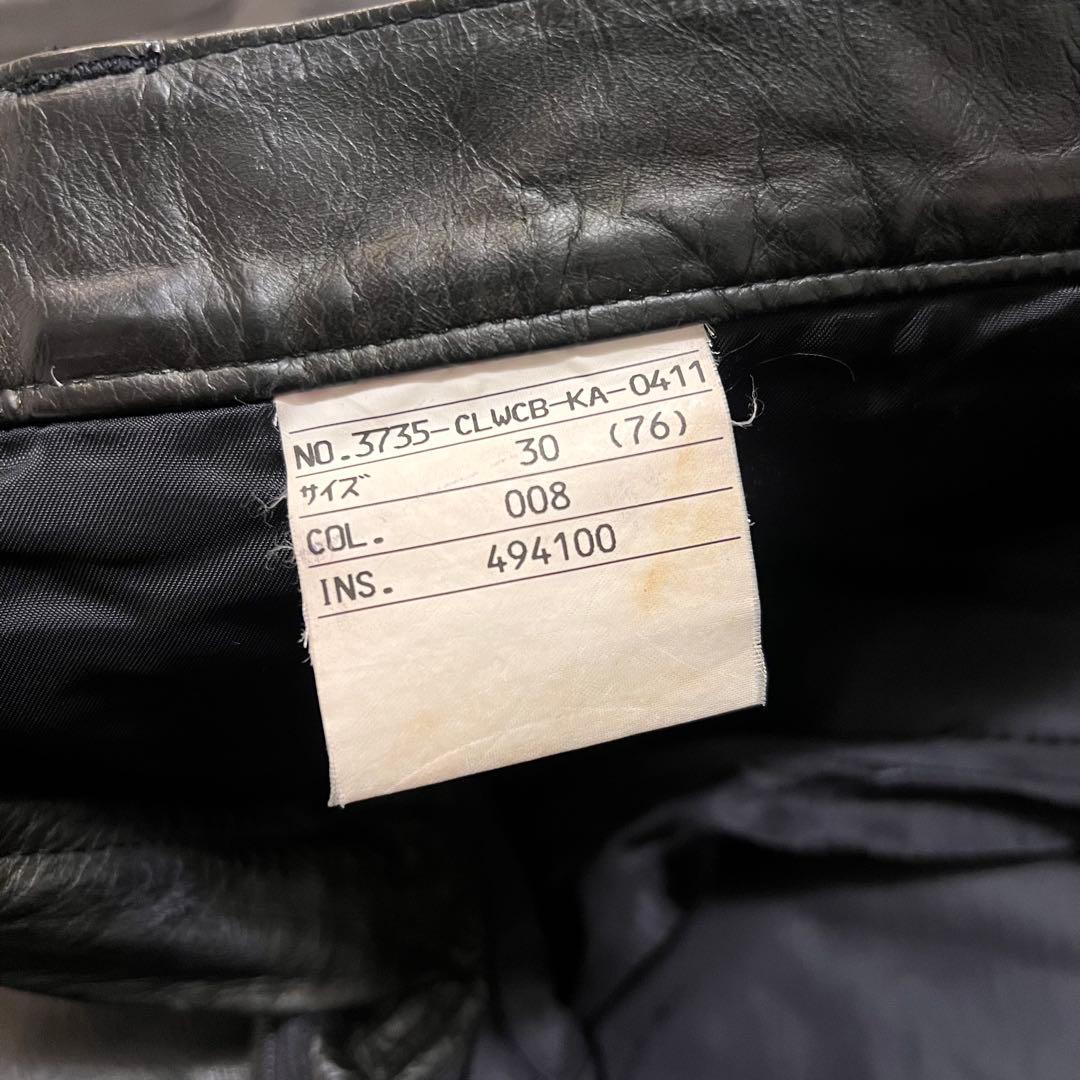 NO.3735-CLWCB-KA-0411
サイズ 30 (76)
COL. 008
INS. 494100